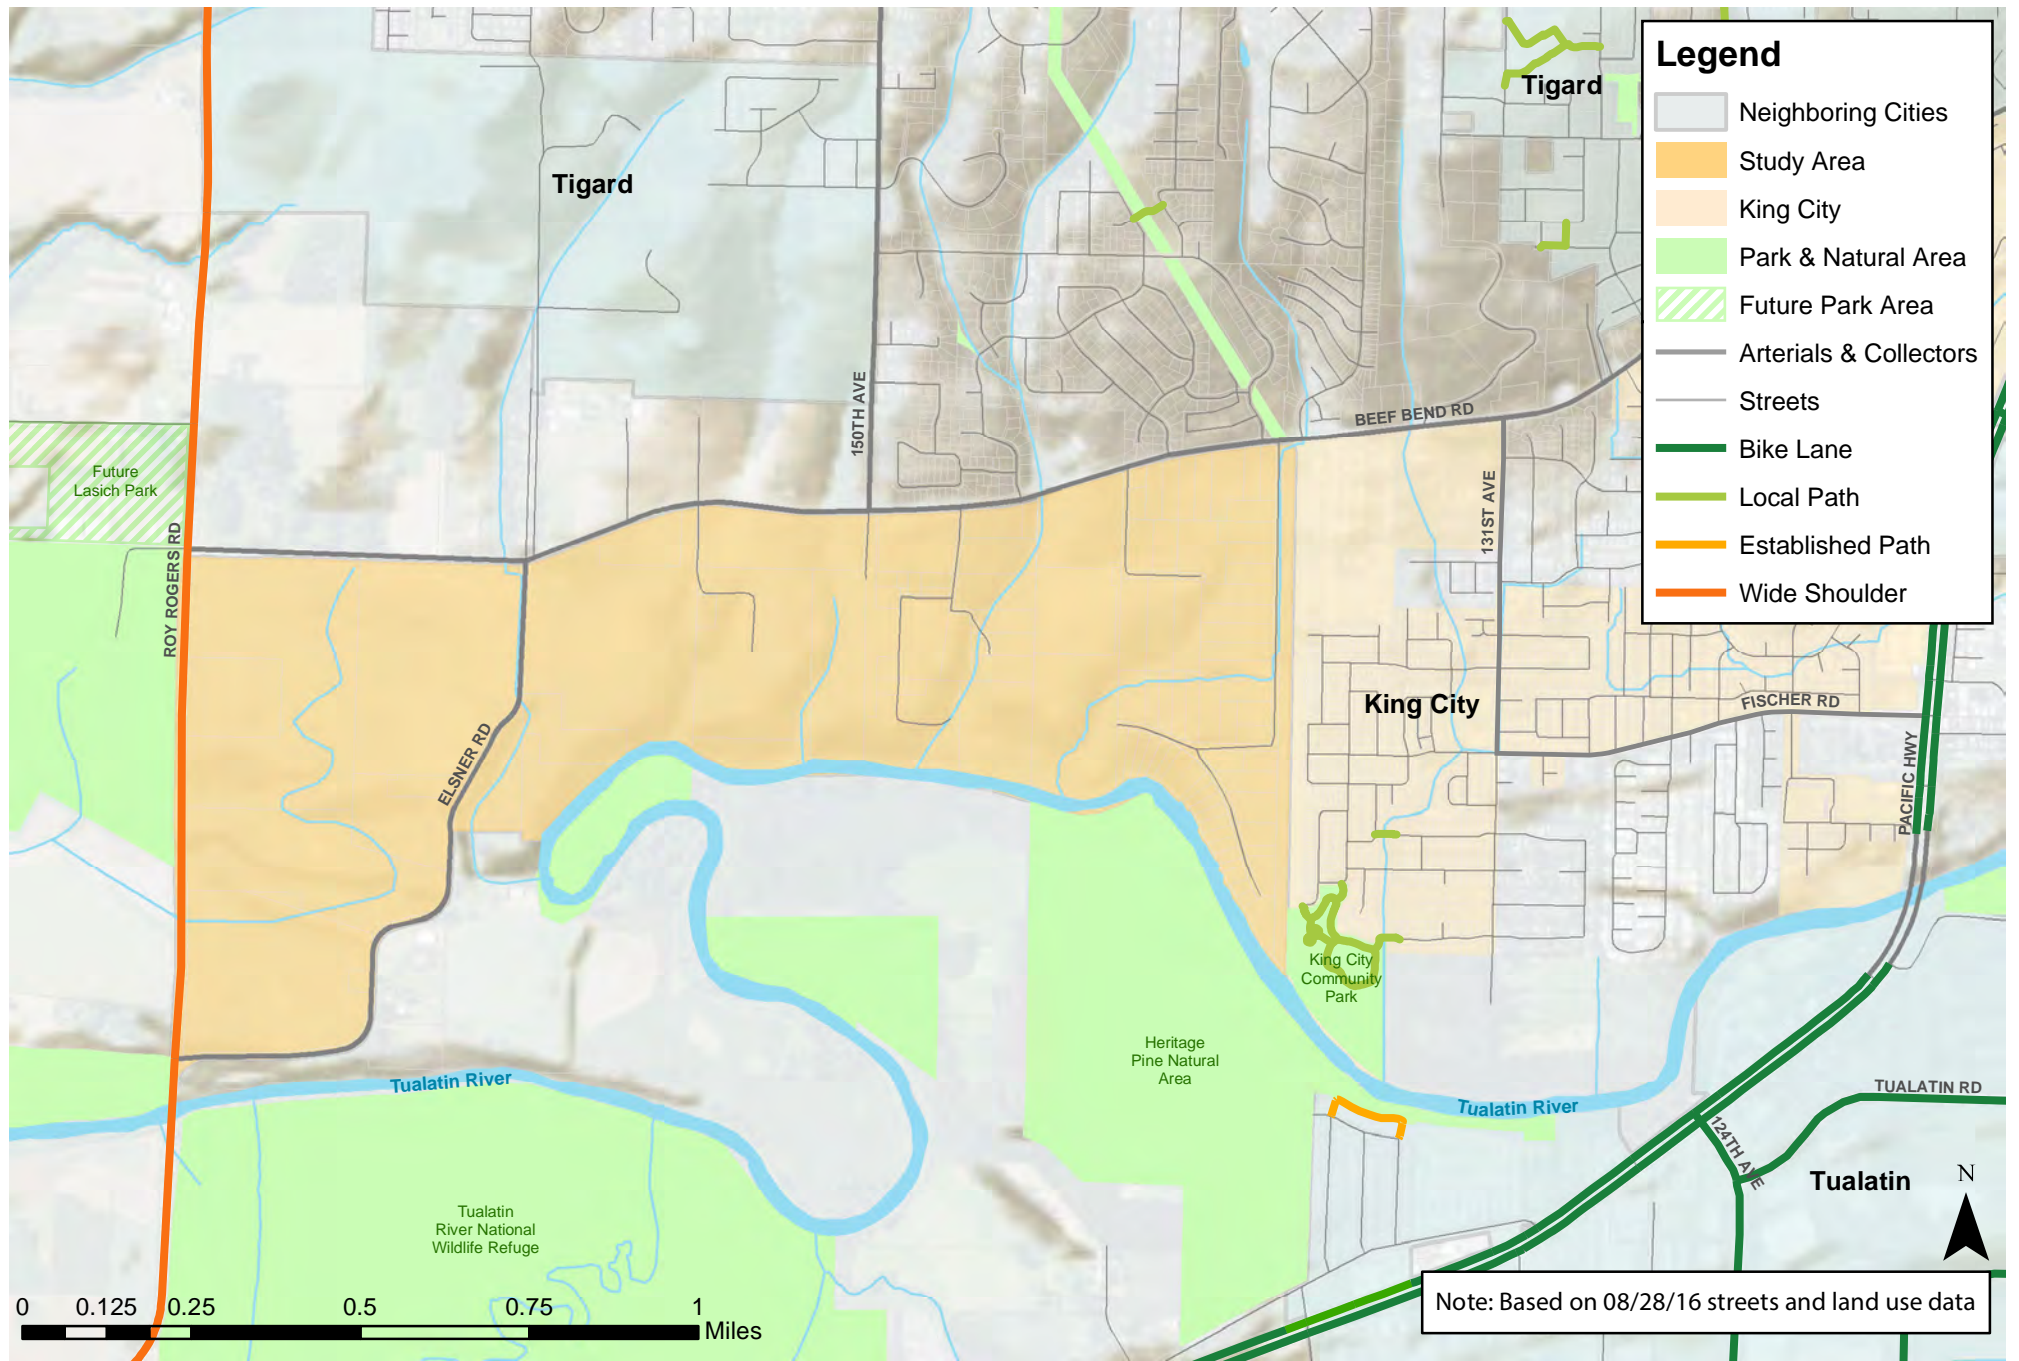 Legend
Neighboring Cities
Study Area
King City
Park & Natural Area
Future Park Area
Arterials & Collectors
Streets
Bike Lane
Local Path
Established Path
Wide Shoulder
Tigard
Tigard
150TH AVE
BEEF BEND RD
131ST AVE
Future
Lasich Park
ROY ROGERS RD
ELSNER RD
King City
FISCHER RD
PACIFIC HWY
King City
Community
Park
Heritage
Pine Natural
Area
Tualatin River
Tualatin River
TUALATIN RD
124TH AVE
Tualatin
N
Tualatin
River National
Wildlife Refuge
0 0.125 0.25 0.5 0.75 1
Miles
Note: Based on 08/28/16 streets and land use data